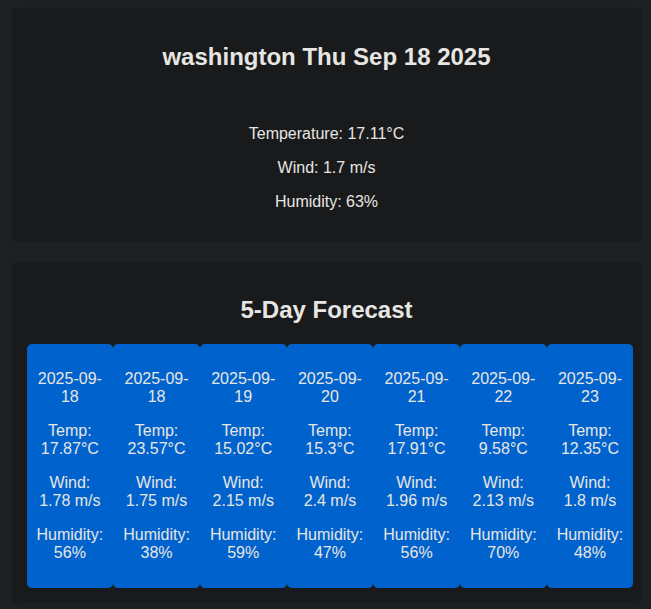 washington Thu Sep 18 2025
Temperature: 17.11°C
Wind: 1.7 m/s
Humidity: 63%
5-Day Forecast
2025-09-
18
Temp:
17.87°C
Wind:
1.78 m/s
Humidity:
56%
2025-09-
18
Temp:
23.57°C
Wind:
1.75 m/s
Humidity:
38%
2025-09-
19
Temp:
15.02°C
Wind:
2.15 m/s
Humidity:
59%
2025-09-
20
Temp:
15.3°C
Wind:
2.4 m/s
Humidity:
47%
2025-09-
21
Temp:
17.91°C
Wind:
1.96 m/s
Humidity:
56%
2025-09-
22
Temp:
9.58°C
Wind:
2.13 m/s
Humidity:
70%
2025-09-
23
Temp:
12.35°C
Wind:
1.8 m/s
Humidity:
48%